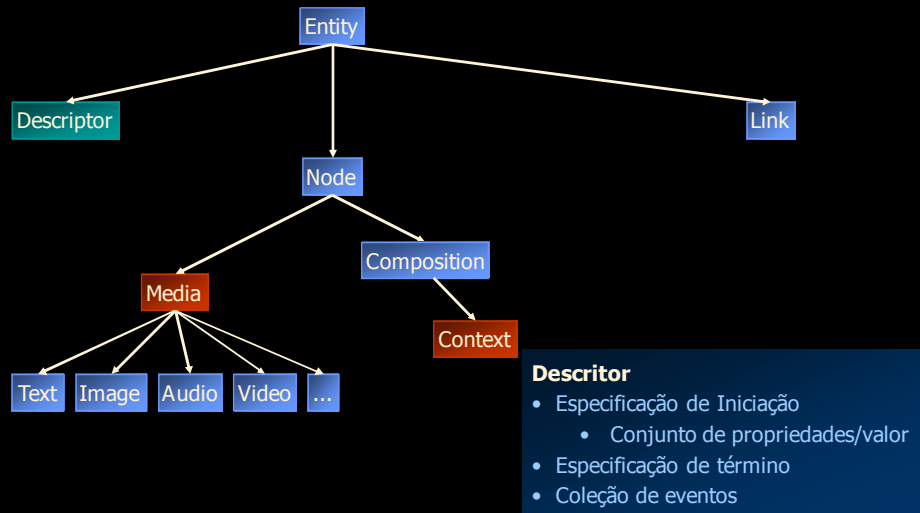 Entity
Descriptor
Link
Node
Composition
Media
Context
Text Image Audio Video ...
Descritor
• Especificação de Iniciação
• Conjunto de propriedades/valor
• Especificação de término
• Coleção de eventos